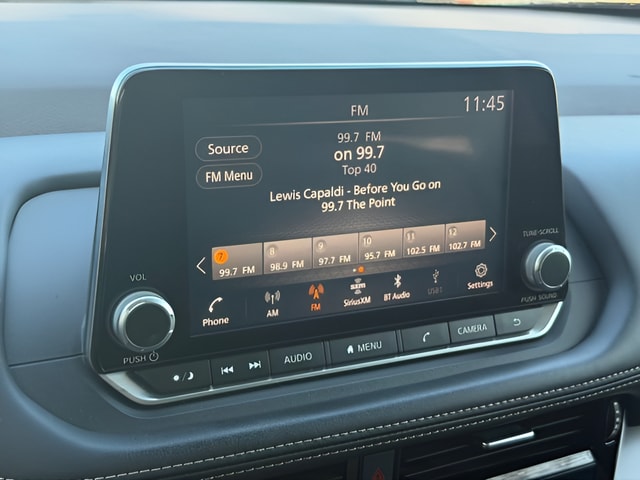 FM
11:45
99.7 FM
Source
on 99.7
Top 40
FM Menu
Lewis Capaldi - Before You Go on
99.7 The Point
7
8
9
10
11
12
99.7 FM
98.9 FM
97.7 FM
95.7 FM
102.5 FM
102.7 FM
Phone
AM
FM
sxm
SiriusXM
BT Audio
USB1
Settings
VOL
PUSH
TUNE·SCROLL
PUSH SOUND
AUDIO
MENU
CAMERA